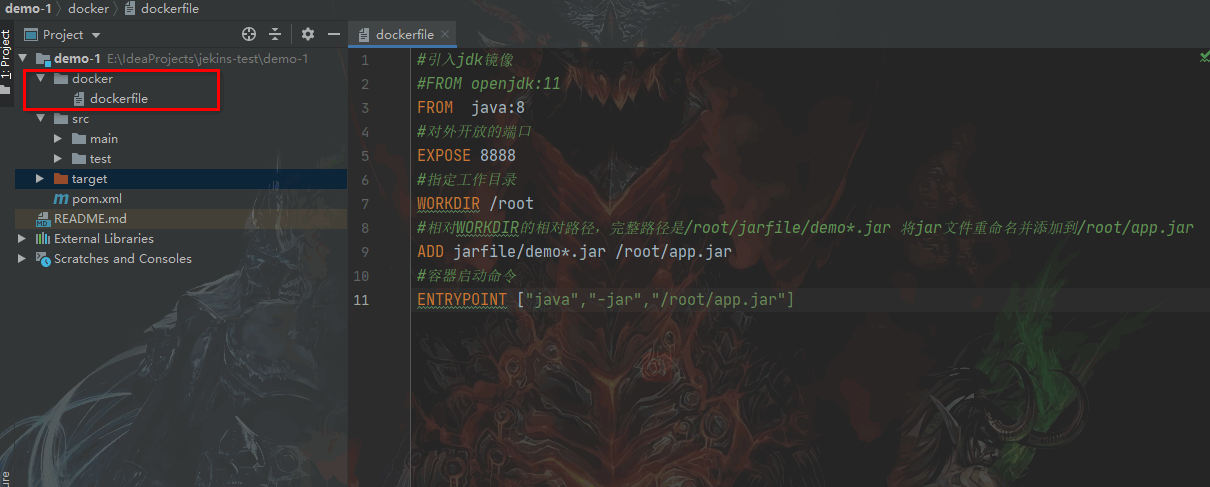 demo-1 docker dockerfile
1: Project
Project
dockerfile
demo-1 E:\IdeaProjects\jekins-test\demo-1
docker
dockerfile
src
main
test
target
pom.xml
README.md
External Libraries
Scratches and Consoles
1 #引入jdk镜像
2 #FROM openjdk:11
3 FROM  java:8
4 #对外开放的端口
5 EXPOSE 8888
6 #指定工作目录
7 WORKDIR /root
8 #相对WORKDIR的相对路径，完整路径是/root/jarfile/demo*.jar 将jar文件重命名并添加到/root/app.jar
9 ADD jarfile/demo*.jar /root/app.jar
10 #容器启动命令
11 ENTRYPOINT ["java","-jar","/root/app.jar"]